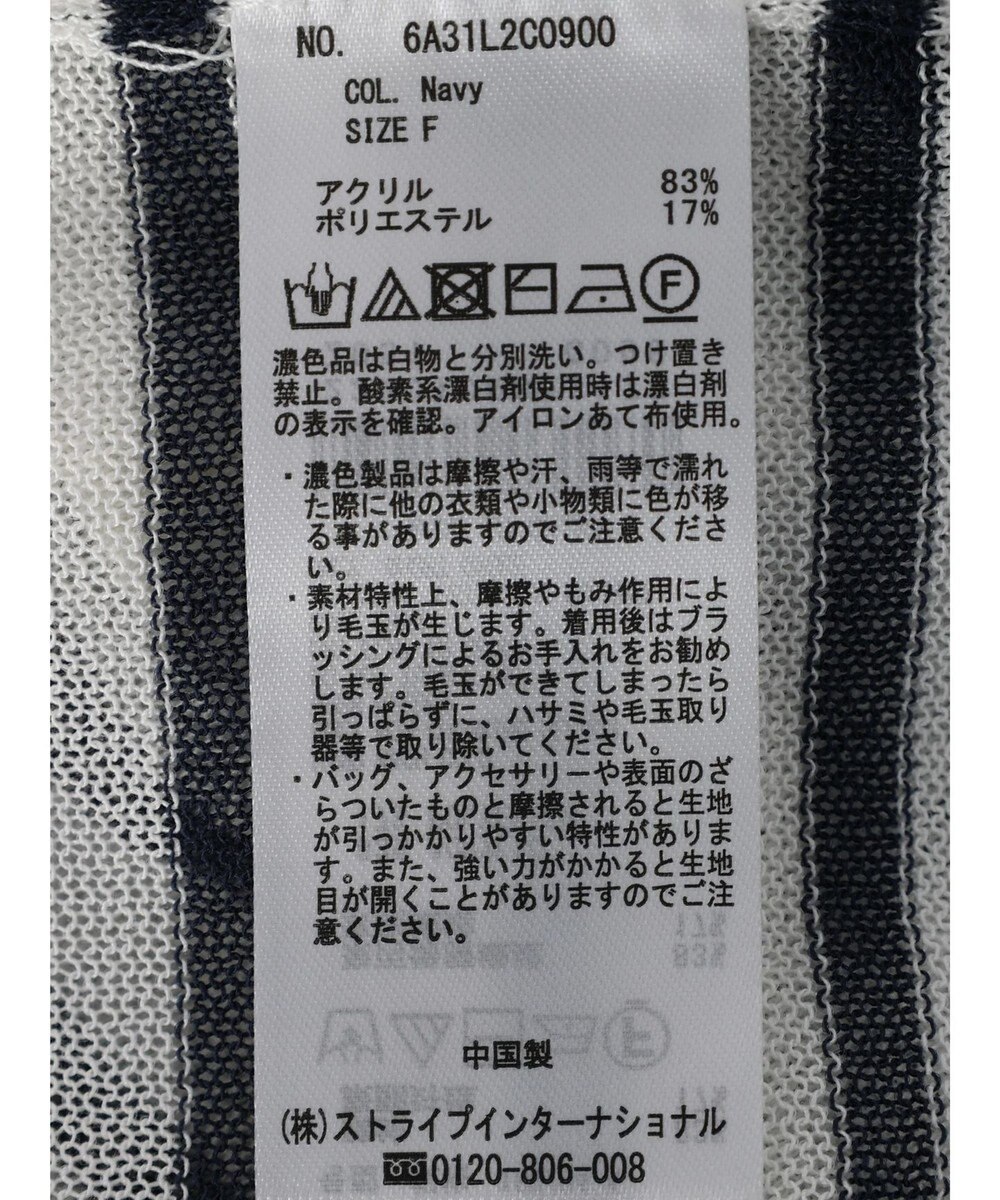 NO. 6A31L2C0900
COL. Navy
SIZE F
アクリル 83%
ポリエステル 17%
F
濃色品は白物と分別洗い。つけ置き
禁止。酸素系漂白剤使用時は漂白剤
の表示を確認。アイロンあて布使用。
・濃色製品は摩擦や汗、雨等で濡れ
た際に他の衣類や小物類に色が移
る事がありますのでご注意くださ
い。
・素材特性上、摩擦やもみ作用によ
り毛玉が生じます。着用後はブラ
ッシングによるお手入れをお勧め
します。毛玉ができてしまったら
引っぱらずに、ハサミや毛玉取り
器等で取り除いてください。
・バッグ、アクセサリーや表面のざ
らついたものと摩擦されると生地
が引っかかりやすい特性がありま
す。また、強い力がかかると生地
目が開くことがありますのでご注
意ください。
17%
83%
中国製
17%
(株)ストライプインターナショナル
0120-806-008